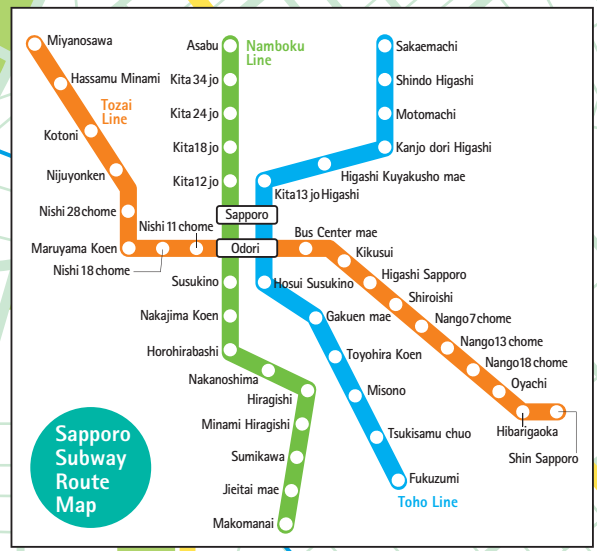 Miyanosawa
Asabu
Namboku
Line
Sakaemachi
Hassamu Minami
Kita 34 jo
Shindo Higashi
Tozai
Line
Kita 24 jo
Motomachi
Kotoni
Kita18 jo
Kanjo dori Higashi
Nijuyonken
Kita12 jo
Higashi Kuyakusho mae
Kita13 jo Higashi
Nishi 28 chome
Nishi 11 chome
Sapporo
Bus Center mae
Maruyama Koen
Odori
Kikusui
Nishi 18 chome
Higashi Sapporo
Susukino
Hosui Susukino
Shiroishi
Nakajima Koen
Gakuen mae
Nango7 chome
Nango13 chome
Horohirabashi
Toyohira Koen
Nango18 chome
Nakanoshima
Oyachi
Hiragishi
Misono
Minami Hiragishi
Tsukisamu chuo
Hibarigaoka
Sumikawa
Shin Sapporo
Jieitai mae
Fukuzumi
Toho Line
Makomanai
Sapporo
Subway
Route
Map